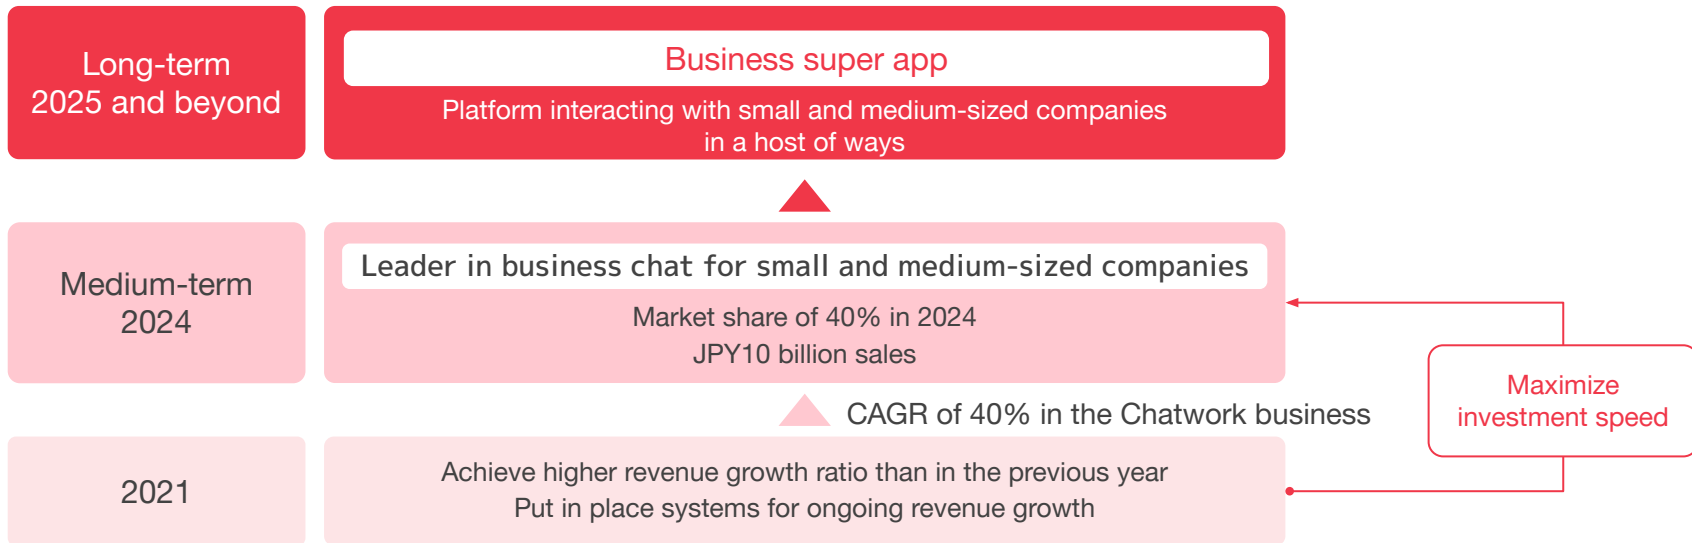 Long-term
2025 and beyond
Business super app
Platform interacting with small and medium-sized companies
in a host of ways
Medium-term
2024
Leader in business chat for small and medium-sized companies
Market share of 40% in 2024
JPY10 billion sales
Maximize
investment speed
CAGR of 40% in the Chatwork business
2021
Achieve higher revenue growth ratio than in the previous year
Put in place systems for ongoing revenue growth